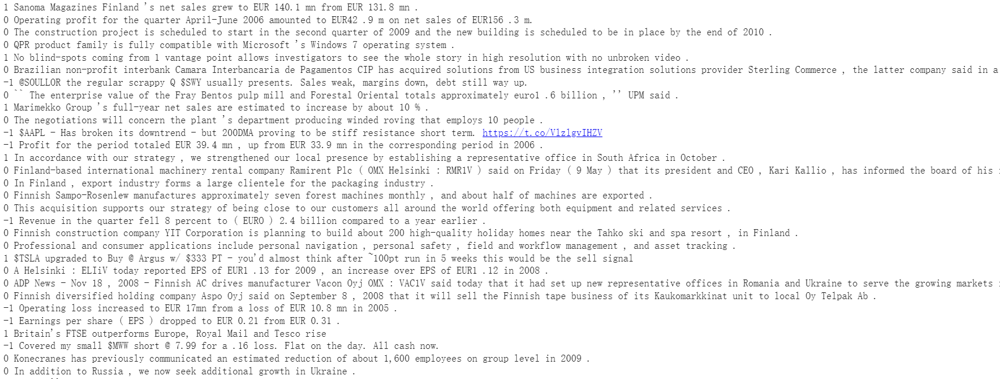 1 Sanoma Magazines Finland 's net sales grew to EUR 140.1 mn from EUR 131.8 mn .
0 Operating profit for the quarter April-June 2006 amounted to EUR42 .9 m on net sales of EUR156 .3 m.
0 The construction project is scheduled to start in the second quarter of 2009 and the new building is scheduled to be in place by the end of 2010 .
0 QPR product family is fully compatible with Microsoft 's Windows 7 operating system .
1 No blind-spots coming from 1 vantage point allows investigators to see the whole story in high resolution with no unbroken video .
0 Brazilian non-profit interbank Camara Interbancaria de Pagamentos CIP has acquired solutions from US business integration solutions provider Sterling Commerce , the latter company said in a
-1 @SOULLOR the regular scrappy Q $SWY usually presents. Sales weak, margins down, debt still way up.
0 `` The enterprise value of the Fray Bentos pulp mill and Forestal Oriental totals approximately euro1 .6 billion , '' UPM said .
1 Marimekko Group 's full-year net sales are estimated to increase by about 10 % .
0 The negotiations will concern the plant 's department producing winded roving that employs 10 people .
-1 $AAPL - Has broken its downtrend - but 200DMA proving to be stiff resistance short term. https://t.co/VlzlgvIHZV
-1 Profit for the period totaled EUR 39.4 mn , up from EUR 33.9 mn in the corresponding period in 2006 .
1 In accordance with our strategy , we strengthened our local presence by establishing a representative office in South Africa in October .
0 Finland-based international machinery rental company Ramirent Plc ( OMX Helsinki : RMR1V ) said on Friday ( 9 May ) that its president and CEO , Kari Kallio , has informed the board of his
0 In Finland , export industry forms a large clientele for the packaging industry .
0 Finnish Sampo-Rosenlew manufactures approximately seven forest machines monthly , and about half of machines are exported .
0 This acquisition supports our strategy of being close to our customers all around the world offering both equipment and related services .
-1 Revenue in the quarter fell 8 percent to ( EURO ) 2.4 billion compared to a year earlier .
0 Finnish construction company YIT Corporation is planning to build about 200 high-quality holiday homes near the Tahko ski and spa resort , in Finland .
0 Professional and consumer applications include personal navigation , personal safety , field and workflow management , and asset tracking .
1 $TSLA upgraded to Buy @ Argus w/ $333 PT - you'd almost think after ~100pt run in 5 weeks this would be the sell signal
0 A Helsinki : ELIiV today reported EPS of EUR1 .13 for 2009 , an increase over EPS of EUR1 .12 in 2008 .
0 ADP News - Nov 18 , 2008 - Finnish AC drives manufacturer Vacon Oyj OMX : VAC1V said today that it had set up new representative offices in Romania and Ukraine to serve the growing markets
0 Finnish diversified holding company Aspo Oyj said on September 8 , 2008 that it will sell the Finnish tape business of its Kaukomarkkinat unit to local Oy Telpak Ab .
-1 Operating loss increased to EUR 17mn from a loss of EUR 10.8 mn in 2005 .
-1 Earnings per share ( EPS ) dropped to EUR 0.21 from EUR 0.31 .
1 Britain's FTSE outperforms Europe, Royal Mail and Tesco rise
-1 Covered my small $MWW short @ 7.99 for a .16 loss. Flat on the day. All cash now.
0 Konecranes has previously communicated an estimated reduction of about 1,600 employees on group level in 2009 .
0 In addition to Russia , we now seek additional growth in Ukraine .